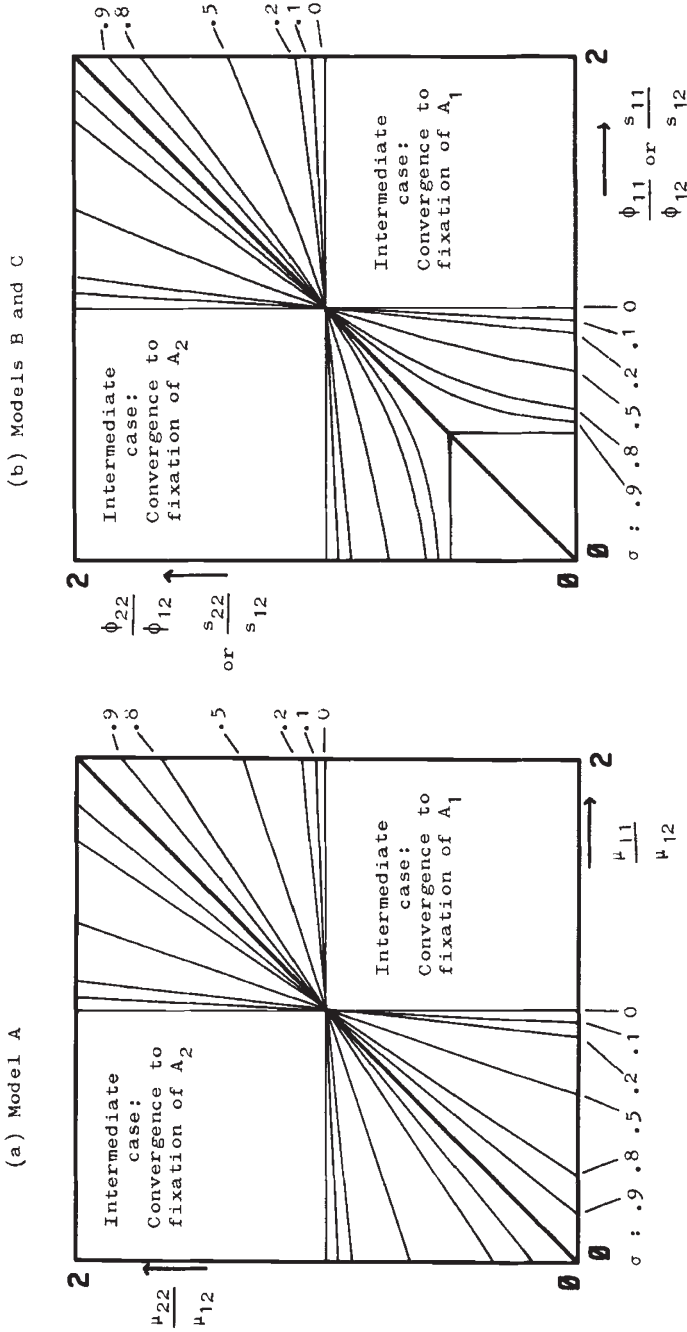 (a) Model A
μ22
μ12
2
0
Intermediate
case:
Convergence to
fixation of A2
Intermediate
case:
Convergence to
fixation of A1
.9
.8
.5
.2
.1
0
σ : .9 .8 .5 .2 .1 0
2
μ11
μ12
(b) Models B and C
φ22
φ12
or s22
s12
2
0
Intermediate
case:
Convergence to
fixation of A2
Intermediate
case:
Convergence to
fixation of A1
.9
.8
.5
.2
.1
0
0
σ : .9 .8 .5 .2 .1 0
2
φ11 or s11
φ12 s12